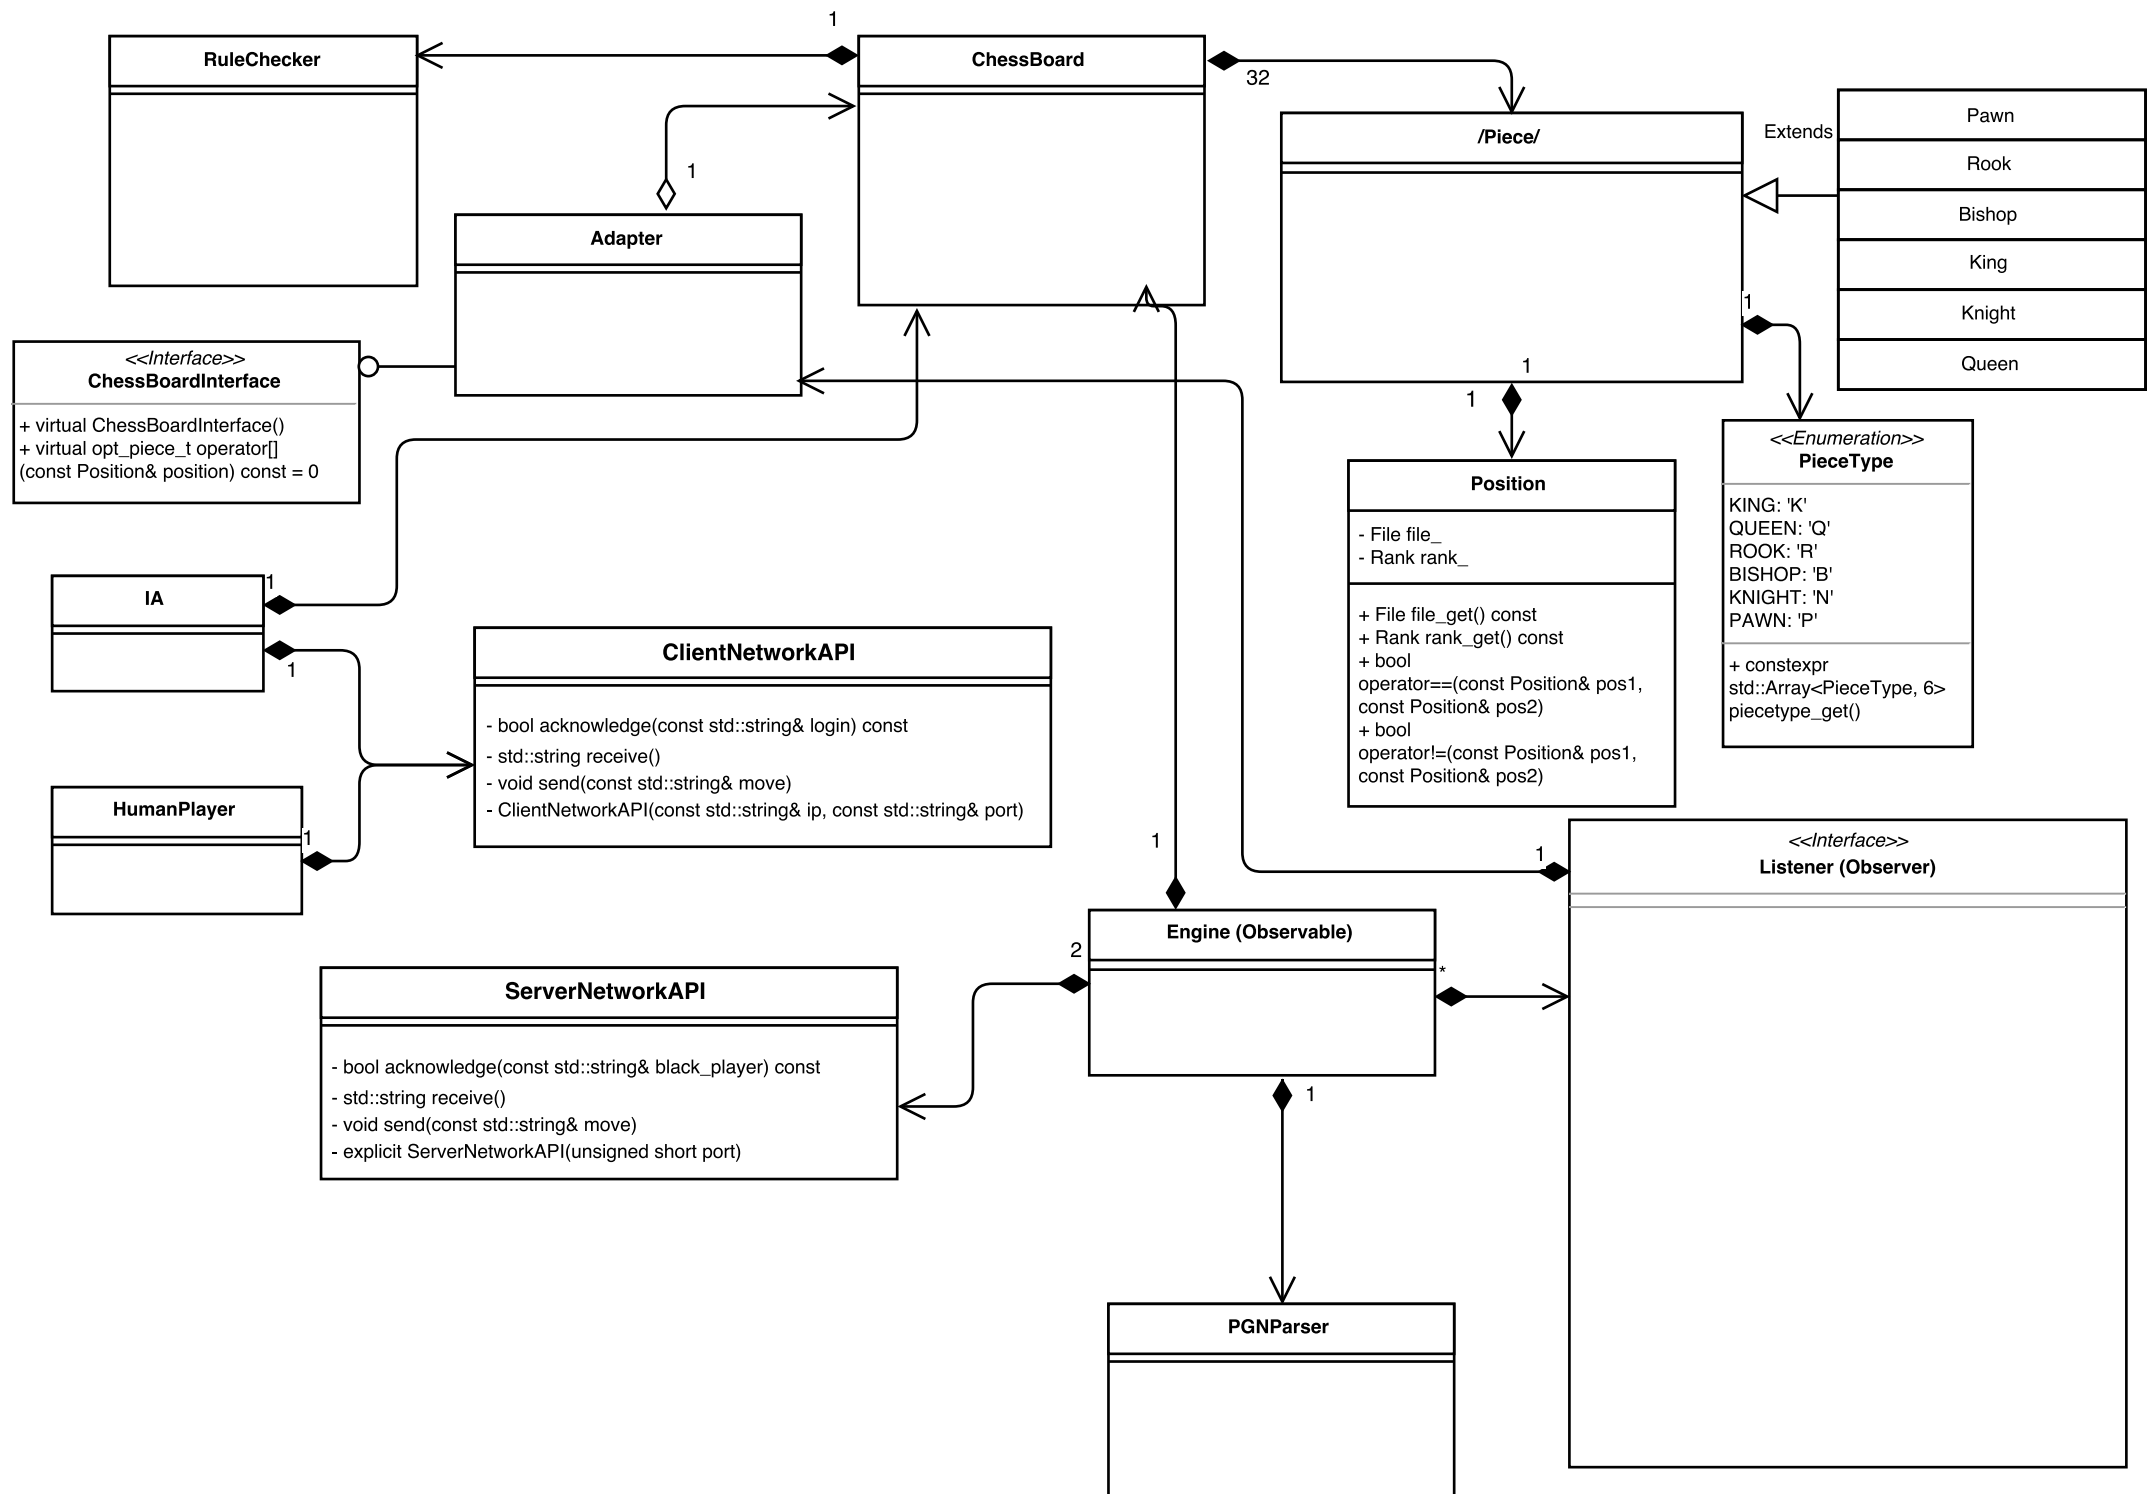 1
RuleChecker
ChessBoard
32
/Piece/
Extends
Pawn
Rook
Bishop
King
Knight
Queen
1
Adapter
<<Interface>>
ChessBoardInterface
+ virtual ChessBoardInterface()
+ virtual opt_piece_t operator[]
(const Position& position) const = 0
1
1
1
<<Enumeration>>
PieceType
KING: 'K'
QUEEN: 'Q'
ROOK: 'R'
BISHOP: 'B'
KNIGHT: 'N'
PAWN: 'P'
+ constexpr
std::Array<PieceType, 6>
piecetype_get()
Position
- File file_
- Rank rank_
+ File file_get() const
+ Rank rank_get() const
+ bool
operator==(const Position& pos1,
const Position& pos2)
+ bool
operator!=(const Position& pos1,
const Position& pos2)
IA
1
1
ClientNetworkAPI
- bool acknowledge(const std::string& login) const
- std::string receive()
- void send(const std::string& move)
- ClientNetworkAPI(const std::string& ip, const std::string& port)
HumanPlayer
1
1
1
<<Interface>>
Listener (Observer)
Engine (Observable)
2
*
ServerNetworkAPI
- bool acknowledge(const std::string& black_player) const
- std::string receive()
- void send(const std::string& move)
- explicit ServerNetworkAPI(unsigned short port)
1
PGNParser